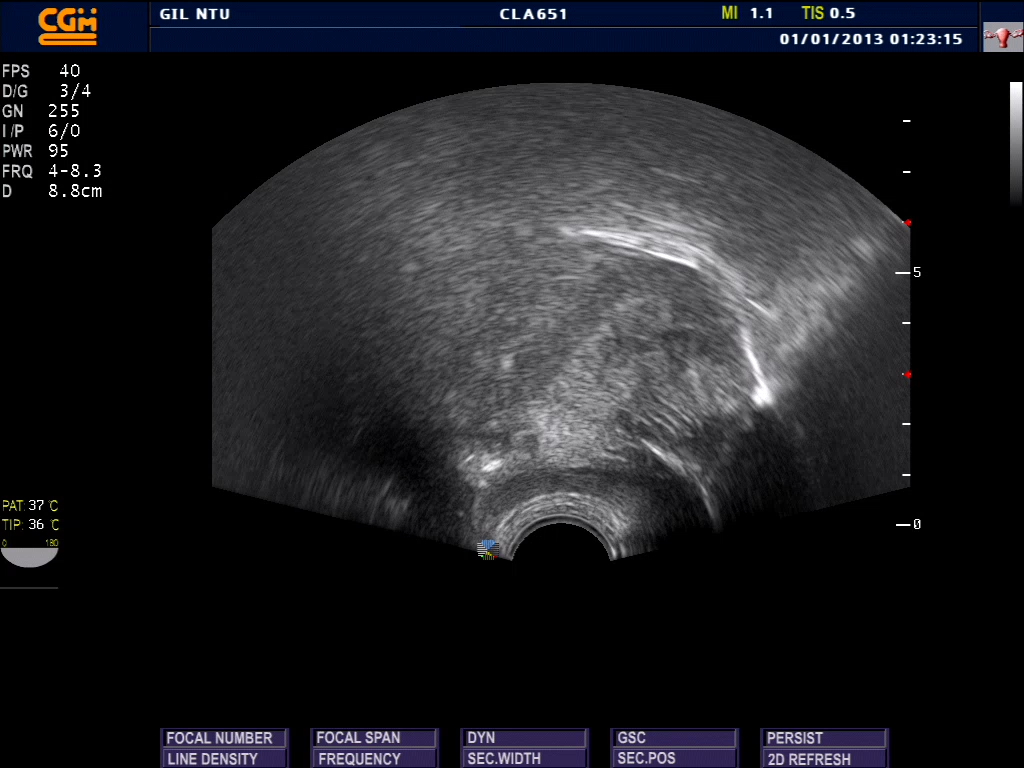 CGM
GIL NTU CLA651 MI 1.1 TIS 0.5
01/01/2013 01:23:15
FPS 40
D/G 3/4
GN 255
I/P 6/0
PWR 95
FRQ 4-8.3
D 8.8cm
5
PAT: 37 °C
TIP: 36 °C
0 180
0
FOCAL NUMBER FOCAL SPAN DYN GSC PERSIST
LINE DENSITY FREQUENCY SEC.WIDTH SEC.POS 2D REFRESH